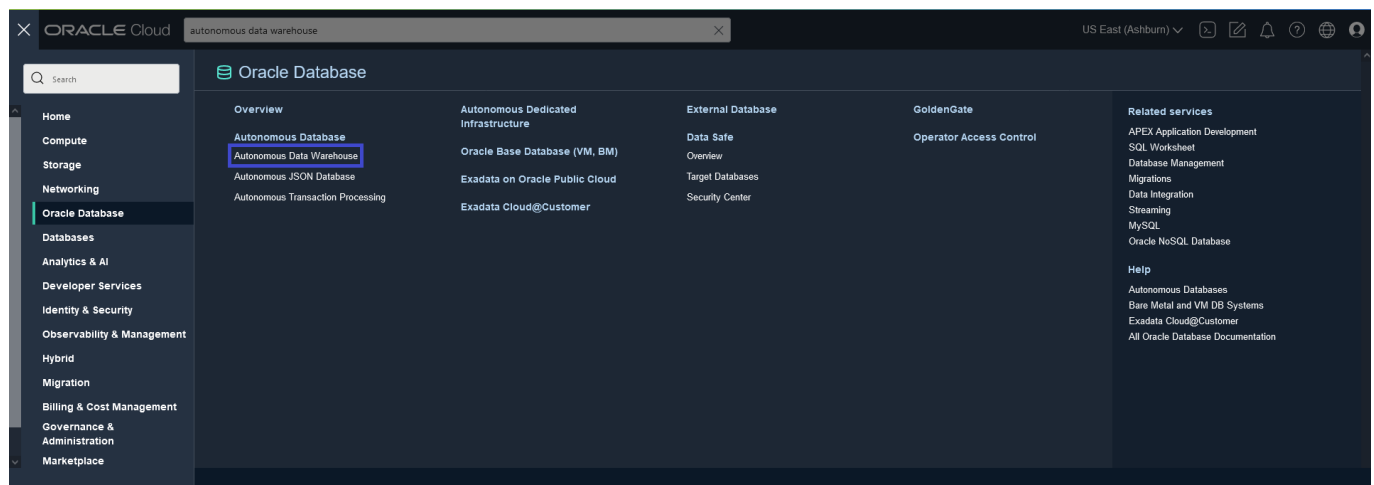 ORACLE Cloud
autonomous data warehouse
US East (Ashburn)
Search
Home
Compute
Storage
Networking
Oracle Database
Databases
Analytics & AI
Developer Services
Identity & Security
Observability & Management
Hybrid
Migration
Billing & Cost Management
Governance &
Administration
Marketplace
Oracle Database
Overview
Autonomous Database
Autonomous Data Warehouse
Autonomous JSON Database
Autonomous Transaction Processing
Autonomous Dedicated
Infrastructure
Oracle Base Database (VM, BM)
Exadata on Oracle Public Cloud
Exadata Cloud@Customer
External Database
Data Safe
Overview
Target Databases
Security Center
GoldenGate
Operator Access Control
Related services
APEX Application Development
SQL Worksheet
Database Management
Migrations
Data Integration
Streaming
MySQL
Oracle NoSQL Database
Help
Autonomous Databases
Bare Metal and VM DB Systems
Exadata Cloud@Customer
All Oracle Database Documentation